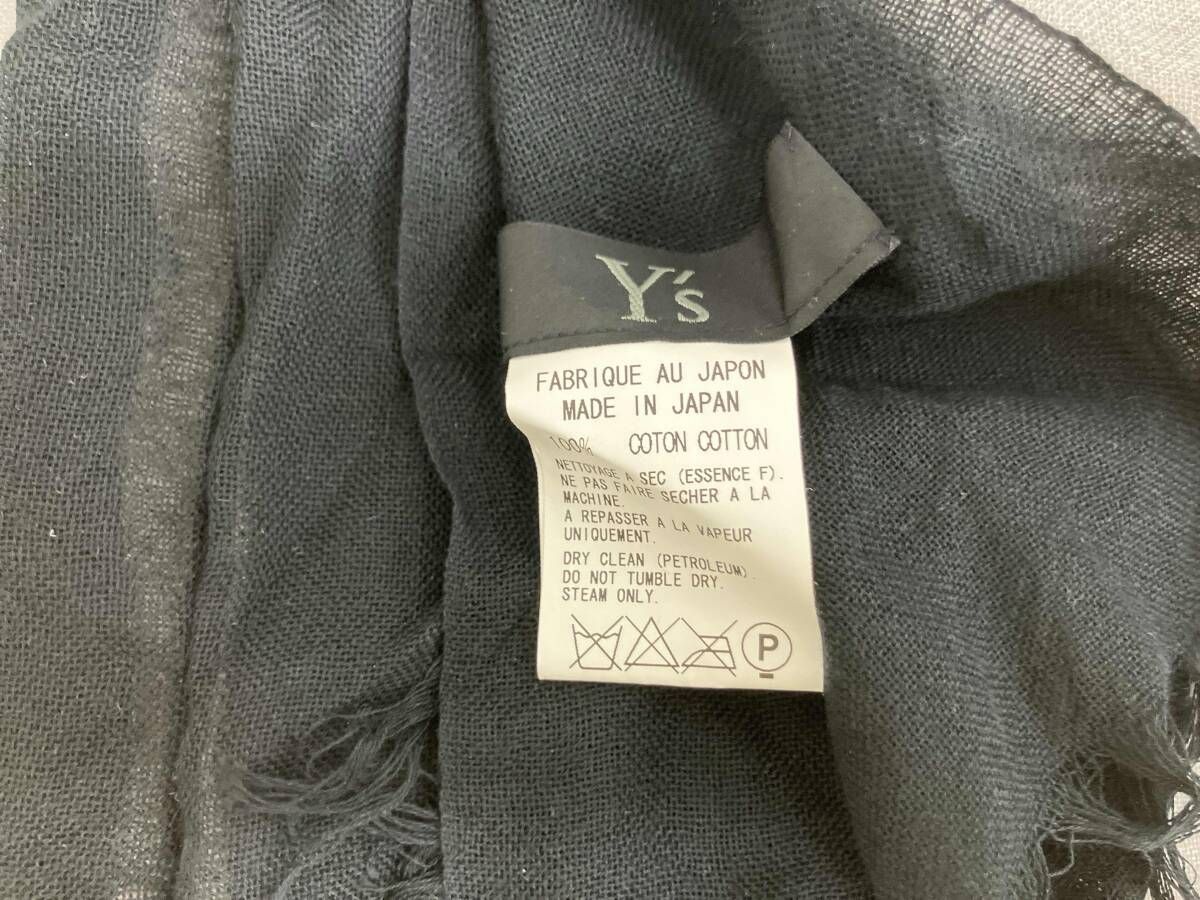 Y's
FABRIQUE AU JAPON
MADE IN JAPAN
100% COTON COTTON
NETTOYAGE A SEC (ESSENCE F).
NE PAS FAIRE SECHER A LA
MACHINE.
A REPASSER A LA VAPEUR
UNIQUEMENT.
DRY CLEAN (PETROLEUM).
DO NOT TUMBLE DRY.
STEAM ONLY.
P